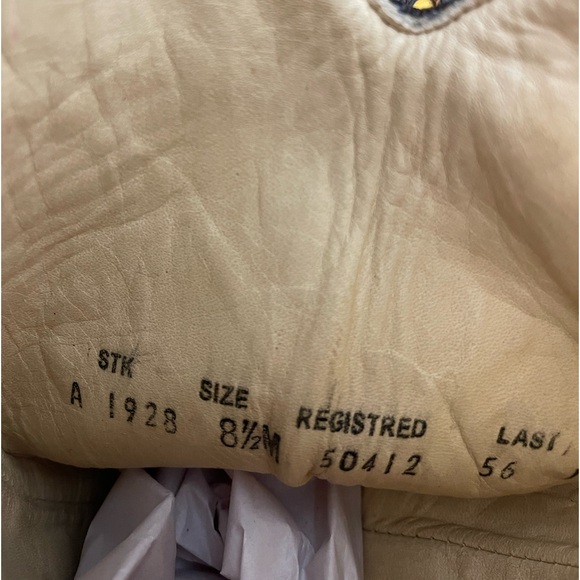 STK SIZE REGISTRED LAST
A 1928 8½M 50412 56